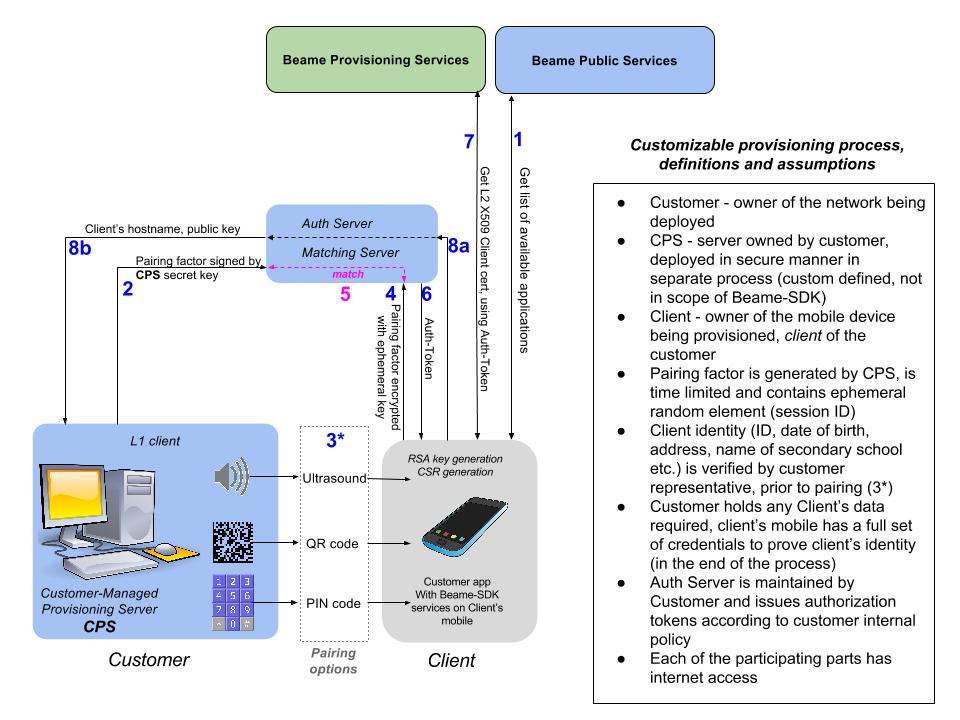 Beame Provisioning Services
Beame Public Services
7
1
Customizable provisioning process,
definitions and assumptions
Get L2 X509 Client cert, using Auth-Token
Get list of available applications
Client's hostname, public key
8b
Auth Server
Matching Server
8a
Pairing factor signed by
CPS secret key
2
match
5
4
6
Pairing factor encrypted
with ephemeral key
Auth-Token
● Customer - owner of the network being
deployed
● CPS - server owned by customer,
deployed in secure manner in
separate process (custom defined, not
in scope of Beame-SDK)
● Client - owner of the mobile device
being provisioned, client of the
customer
● Pairing factor is generated by CPS, is
time limited and contains ephemeral
random element (session ID)
● Client identity (ID, date of birth,
address, name of secondary school
etc.) is verified by customer
representative, prior to pairing (3*)
● Customer holds any Client's data
required, client's mobile has a full set
of credentials to prove client's identity
(in the end of the process)
● Auth Server is maintained by
Customer and issues authorization
tokens according to customer internal
policy
● Each of the participating parts has
internet access
L1 client
3*
RSA key generation
CSR generation
Ultrasound
QR code
PIN code
1 2 3
4 5 6
7 8 9
* 0 #
Customer-Managed
Provisioning Server
CPS
Customer app
With Beame-SDK
services on Client's
mobile
Customer
Pairing
options
Client